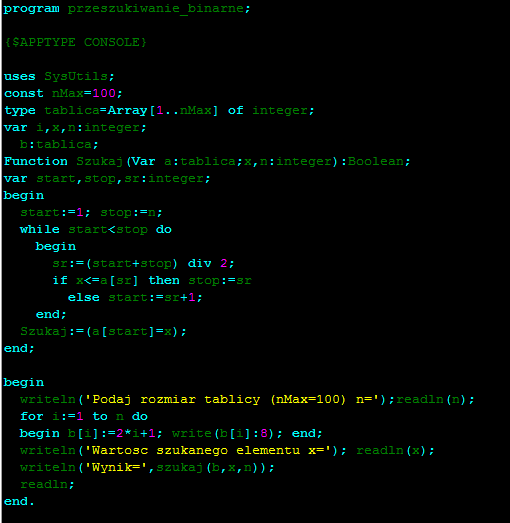 program przeszukiwanie_binarne;
{$APPTYPE CONSOLE}
uses SysUtils;
const nMax=100;
type tablica=Array[1..nMax] of integer;
var i,x,n:integer;
  b:tablica;
Function Szukaj(Var a:tablica;x,n:integer):Boolean;
var start,stop,sr:integer;
begin
  start:=1; stop:=n;
  while start<stop do
    begin
      sr:=(start+stop) div 2;
      if x<=a[sr] then stop:=sr
        else start:=sr+1;
    end;
  Szukaj:=(a[start]=x);
end;
begin
  writeln('Podaj rozmiar tablicy (nMax=100) n=');readln(n);
  for i:=1 to n do
  begin b[i]:=2*i+1; write(b[i]:8); end;
  writeln('Wartosc szukanego elementu x='); readln(x);
  writeln('Wynik=',szukaj(b,x,n));
  readln;
end.